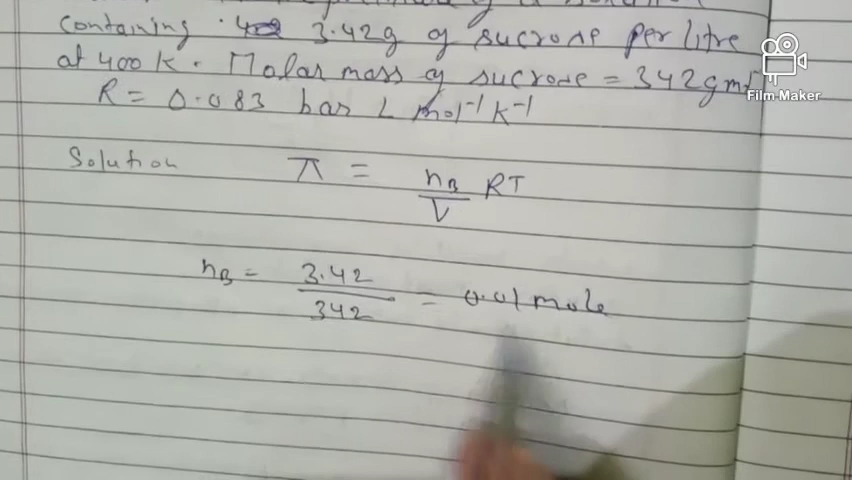 containing 3.42g of sucrose per litre
at 400 K. Molar mass of sucrose = 342 g mol
R = 0.083 bar L mol⁻¹ K⁻¹
Solution π = nB/V RT
nB = 3.42/342 = 0.01 mole
Film Maker